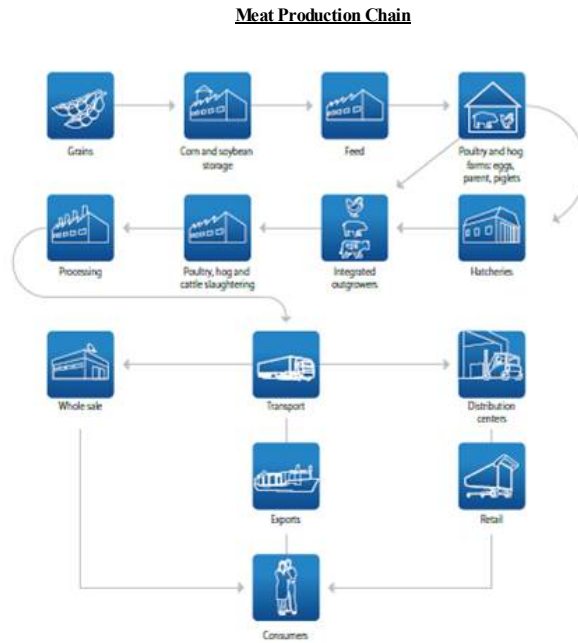 Meat Production Chain
Grains
Corn and soybean
storage
Feed
Poultry and hog
farms: eggs,
parent, piglets
Processing
Poultry, hog and
cattle slaughtering
Integrated
outgrowers
Hatcheries
Whole sale
Transport
Distribution
centers
Exports
Retail
Consumers